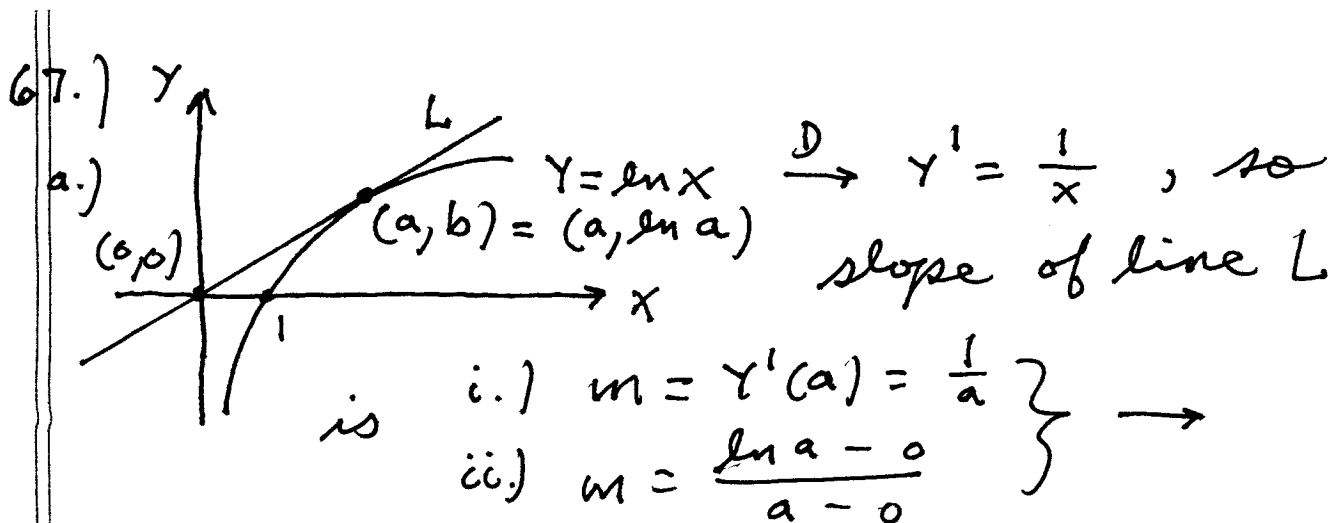 67.) Y L
a.) Y = ln X —D→ Y' = 1/x , so
(0,0) (a, b) = (a, ln a) slope of line L
1 X
is i.) m = Y'(a) = 1/a } →
ii.) m = (ln a - 0)/(a - 0)